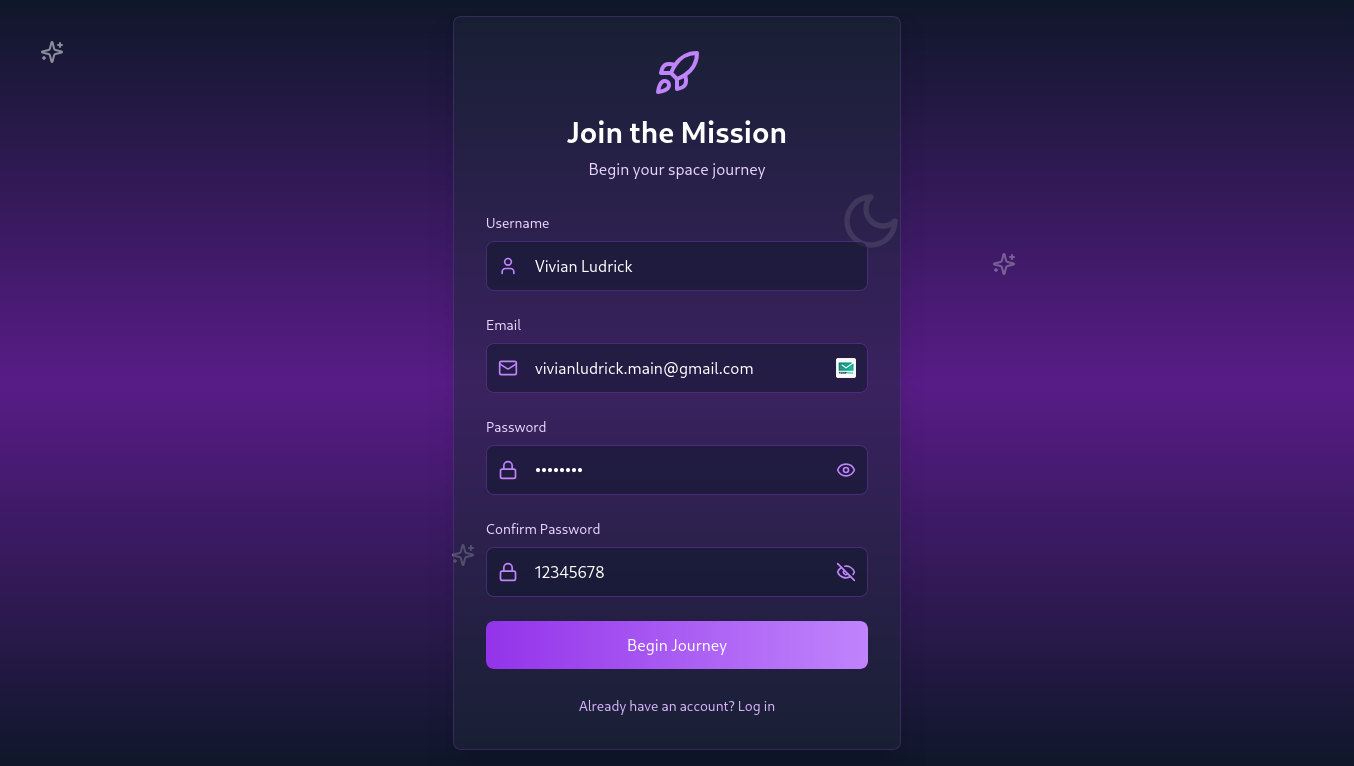 Join the Mission
Begin your space journey
Username
Vivian Ludrick
Email
vivianludrick.main@gmail.com
Password
••••••••
Confirm Password
12345678
Begin Journey
Already have an account? Log in